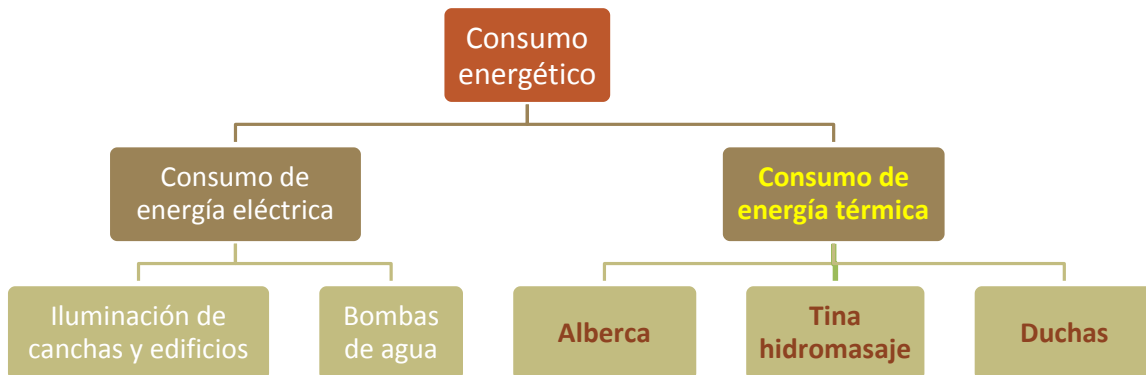 Consumo
energético
Consumo de
energía eléctrica
Consumo de
energía térmica
Iluminación de
canchas y edificios
Bombas
de agua
Alberca
Tina
hidromasaje
Duchas